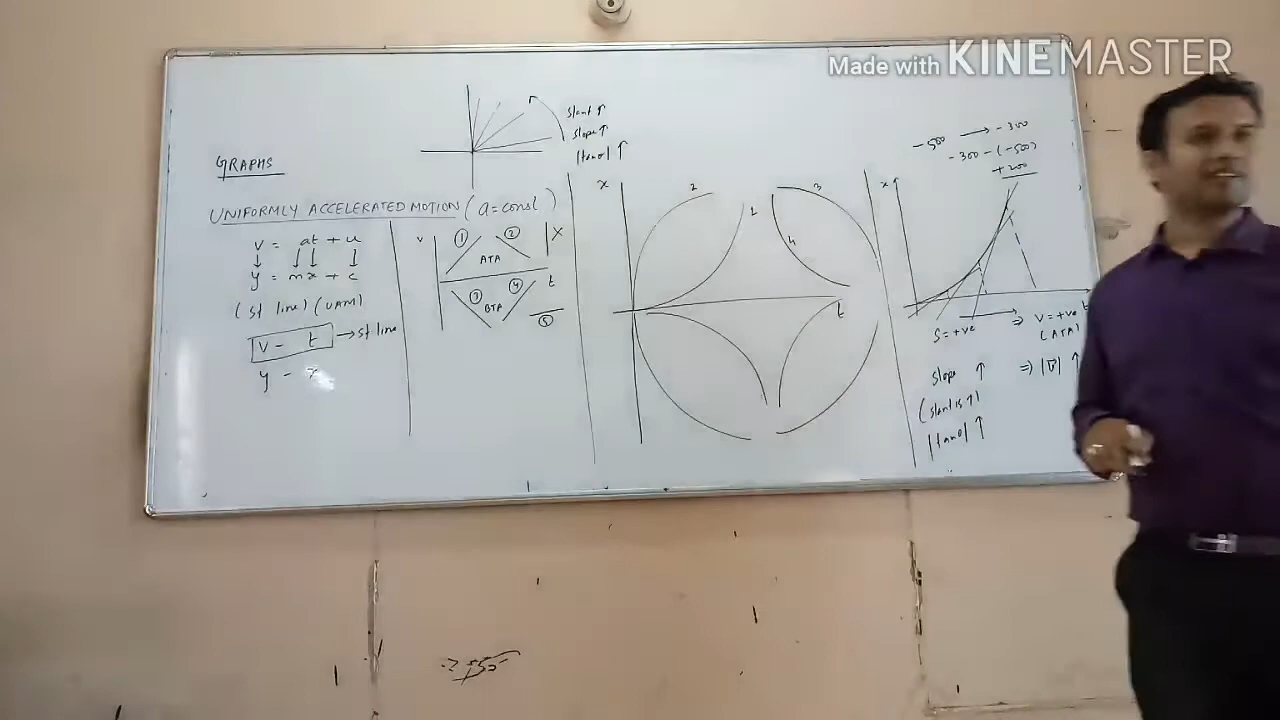 Made with KINEMASTER
GRAPHS
slant ↑
slope ↑
|tanθ| ↑
UNIFORMLY ACCELERATED MOTION (a = const)
v = at + u
↓ ↓↓ ↓
y = mx + c
(st line) (UAM)
v - t → st line
y - x
v
① ② X
ATA
t
③ ④
BTA
⑤
x
2 1 3
4
t
-500 → -300
-300 - (-500)
+200
x
t
S = +ve ⇒ V = +ve
(ATA)
slope ↑ ⇒ |v| ↑
(slant is ↑)
|tanθ| ↑